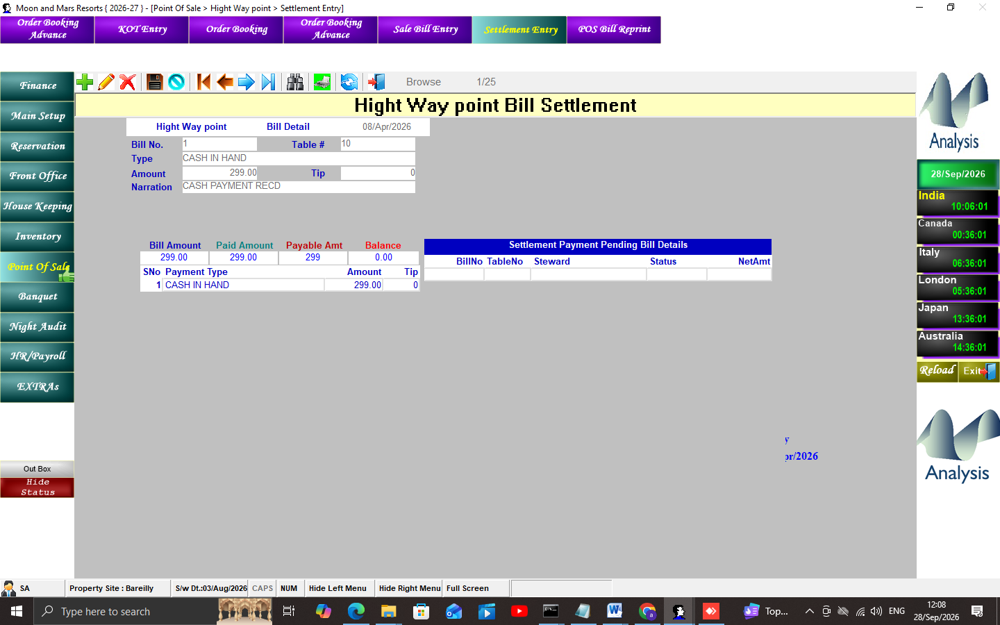 Moon and Mars Resorts { 2026-27 } - [Point Of Sale > Hight Way point > Settlement Entry]
Order Booking Advance
KOT Entry
Order Booking
Order Booking Advance
Sale Bill Entry
Settlement Entry
POS Bill Reprint
Browse 1/25
Hight Way point Bill Settlement
Finance
Main Setup
Reservation
Front Office
House Keeping
Inventory
Point Of Sale
Banquet
Night Audit
HR/Payroll
EXTRAs
Out Box
Hide
Status
Hight Way point Bill Detail 08/Apr/2026
Bill No. 1 Table # 10
Type CASH IN HAND
Amount 299.00 Tip 0
Narration CASH PAYMENT RECD
Bill Amount Paid Amount Payable Amt Balance
299.00 299.00 299 0.00
SNo Payment Type Amount Tip
1 CASH IN HAND 299.00 0
Settlement Payment Pending Bill Details
BillNo TableNo Steward Status NetAmt
y
pr/2026
Analysis
28/Sep/2026
India
10:06:01
Canada
00:36:01
Italy
06:36:01
London
05:36:01
Japan
13:36:01
Australia
14:36:01
Reload Exit
Analysis
SA Property Site : Bareilly S/w Dt.:03/Aug/2026 CAPS NUM Hide Left Menu Hide Right Menu Full Screen
Type here to search
Top...
ENG
12:08
28/Sep/2026